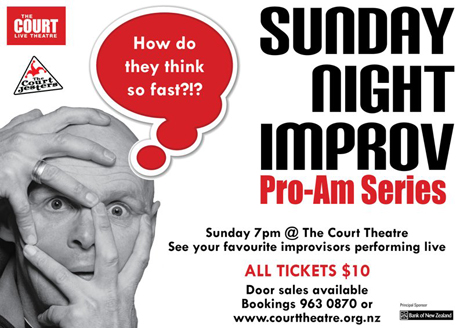 THE
COURT
LIVE THEATRE
The
Court
Jesters
How do
they think
so fast?!?
SUNDAY
NIGHT
IMPROV
Pro-Am Series
Sunday 7pm @ The Court Theatre
See your favourite improvisors performing live
ALL TICKETS $10
Door sales available
Bookings 963 0870 or
www.courttheatre.org.nz
Principal Sponsor
Bank of New Zealand